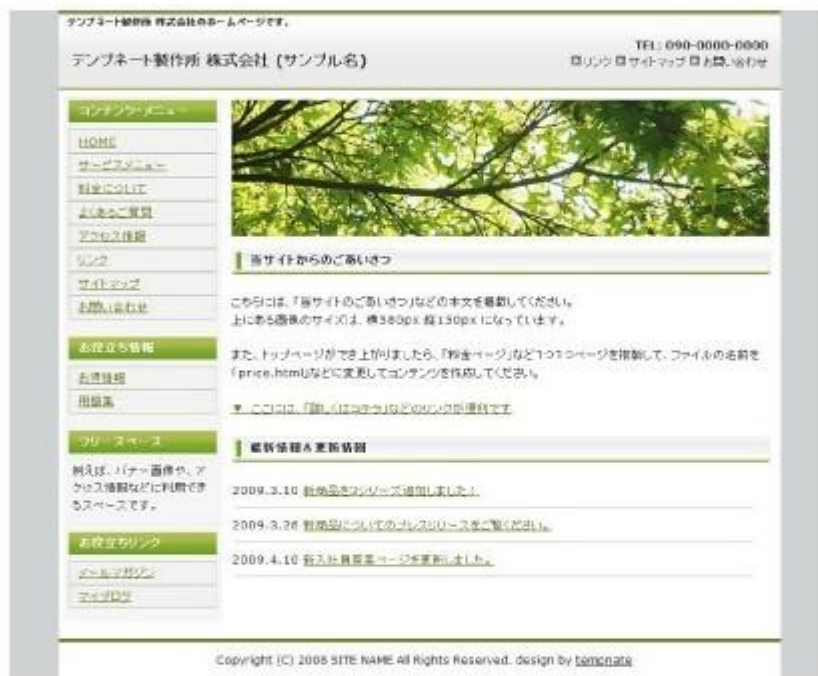 テンプネート製作所 株式会社のホームページです。
テンプネート製作所 株式会社 (サンプル名)
TEL: 090-0000-0000
リンク サイトマップ お問い合わせ
コンテンツ・メニュー
HOME
サービスメニュー
料金について
よくあるご質問
アクセス情報
リンク
サイトマップ
お問い合わせ
お役立ち情報
お得情報
用語集
フリースペース
例えば、バナー画像や、ア
クセス情報などに利用でき
るスペースです。
お役立ちリンク
メールマガジン
マイブログ
当サイトからのごあいさつ
こちらには、「当サイトのごあいさつ」などの本文を掲載してください。
上にある画像のサイズは、横580px 縦150px になっています。
また、トップページができ上がりましたら、「料金ページ」など1つ1つページを複製して、ファイルの名前を
「price.html」などに変更してコンテンツを作成してください。
▼ ここには、「詳しくはコチラ」などのリンクが便利です
最新情報&更新情報
2009.3.10 新商品を2シリーズ追加しました!
2009.3.26 新商品についてのプレスリリースをご覧ください。
2009.4.10 新入社員募集ページを更新しました。
Copyright (C) 2008 SITE NAME All Rights Reserved. design by tempnate